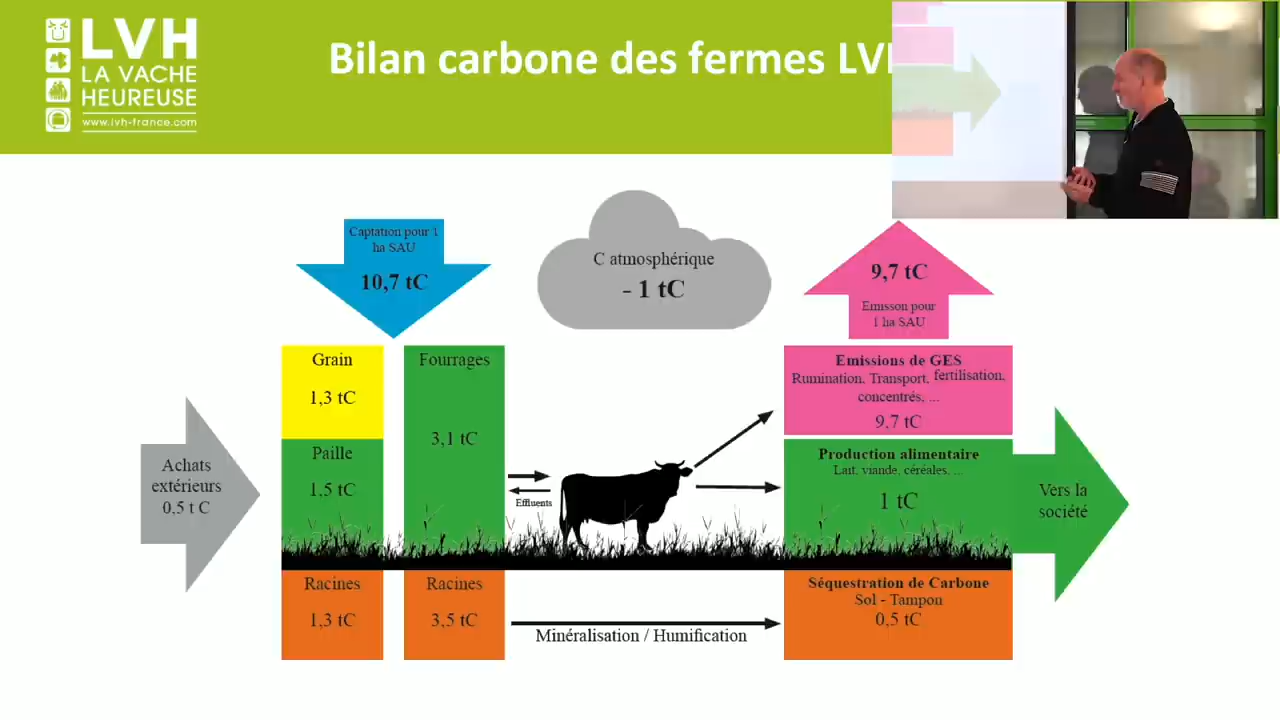 LVH
LA VACHE
HEUREUSE
www.lvh-france.com
Bilan carbone des fermes LV
Captation pour 1
ha SAU
10,7 tC
C atmosphérique
- 1 tC
9,7 tC
Emisson pour
1 ha SAU
Grain
1,3 tC
Fourrages
3,1 tC
Paille
1,5 tC
Achats
extérieurs
0,5 t C
Effluents
Emissions de GES
Rumination, Transport, fertilisation,
concentrés, ...
9,7 tC
Production alimentaire
Lait, viande, céréales, ...
1 tC
Vers la
société
Racines
1,3 tC
Racines
3,5 tC
Minéralisation / Humification
Séquestration de Carbone
Sol - Tampon
0,5 tC